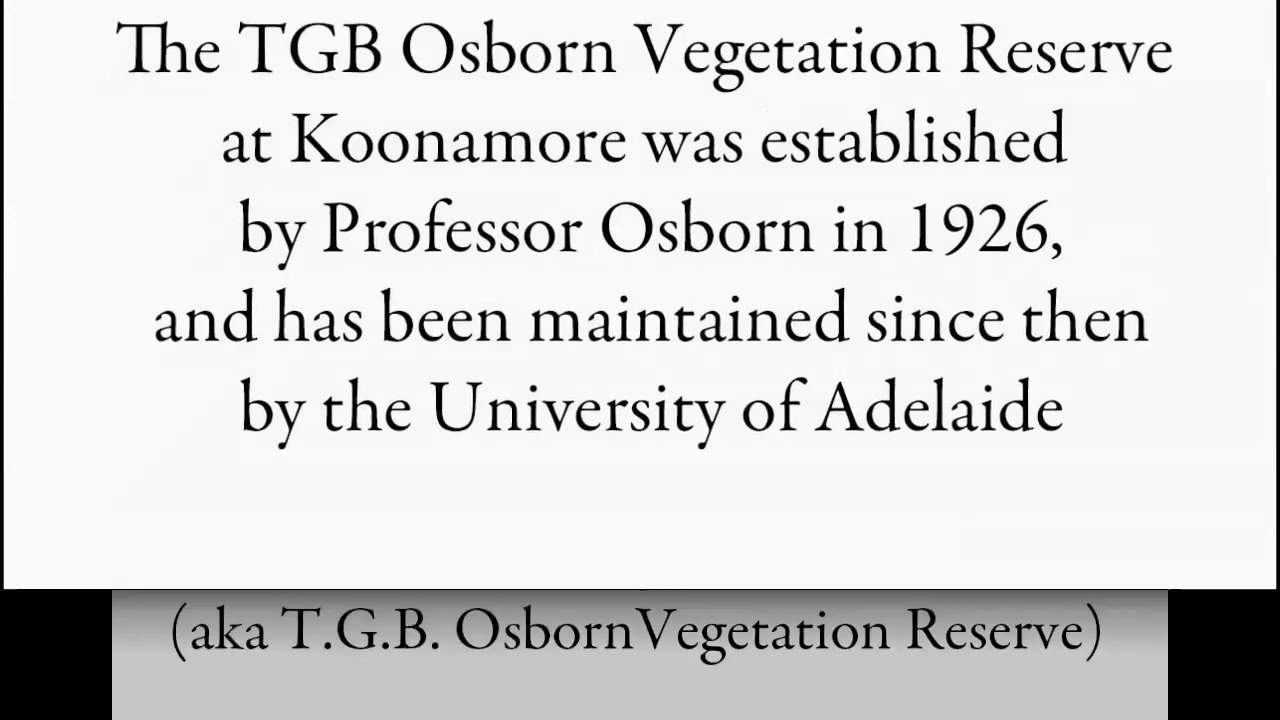 The TGB Osborn Vegetation Reserve
at Koonamore was established
by Professor Osborn in 1926,
and has been maintained since then
by the University of Adelaide
(aka T.G.B. OsbornVegetation Reserve)